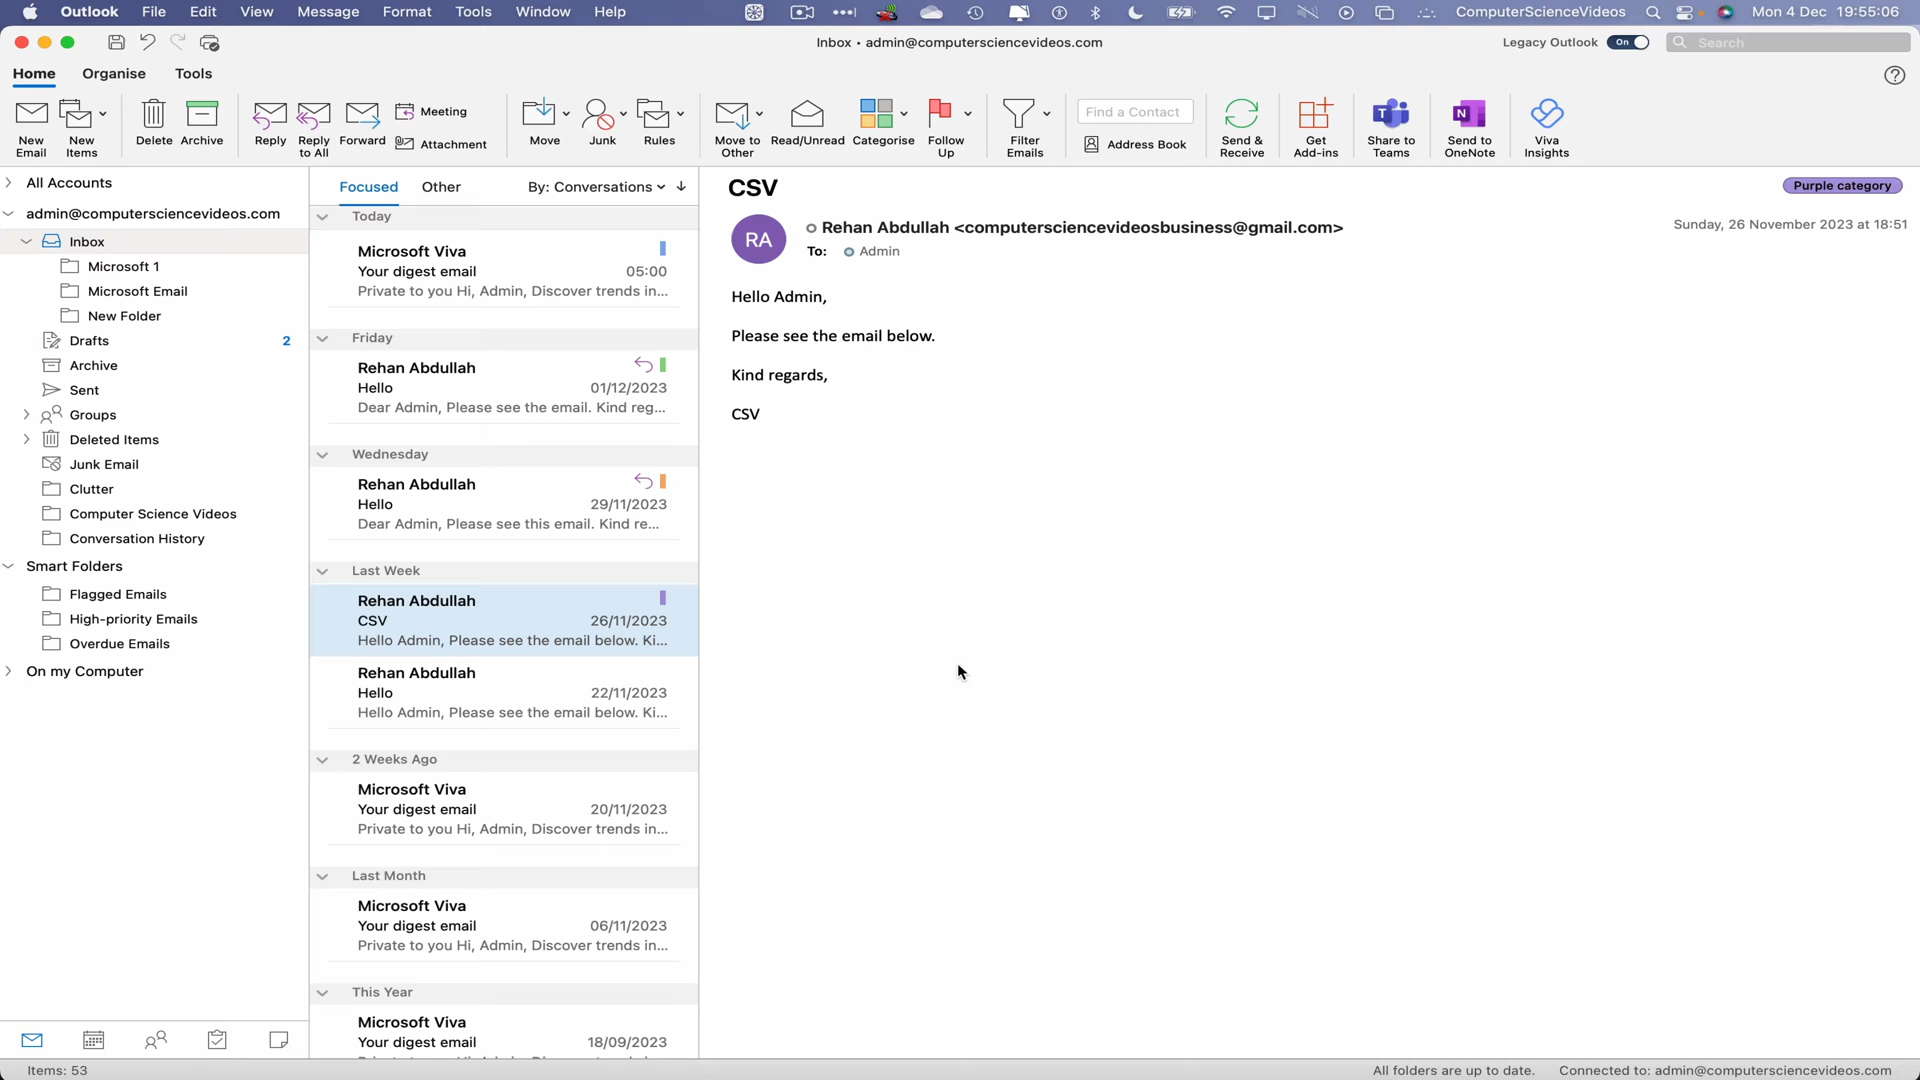 Outlook File Edit View Message Format Tools Window Help ComputerScienceVideos Mon 4 Dec 19:55:06
Inbox • admin@computersciencevideos.com Legacy Outlook On Search
Home Organise Tools
New Email New Items Delete Archive Reply Reply to All Forward Meeting Attachment Move Junk Rules Move to Other Read/Unread Categorise Follow Up Filter Emails Find a Contact Address Book Send & Receive Get Add-ins Share to Teams Send to OneNote Viva Insights
All Accounts
admin@computersciencevideos.com
Inbox
Microsoft 1
Microsoft Email
New Folder
Drafts 2
Archive
Sent
Groups
Deleted Items
Junk Email
Clutter
Computer Science Videos
Conversation History
Smart Folders
Flagged Emails
High-priority Emails
Overdue Emails
On my Computer
Focused Other By: Conversations
Today
Microsoft Viva
Your digest email 05:00
Private to you Hi, Admin, Discover trends in...
Friday
Rehan Abdullah
Hello 01/12/2023
Dear Admin, Please see the email. Kind reg...
Wednesday
Rehan Abdullah
Hello 29/11/2023
Dear Admin, Please see this email. Kind re...
Last Week
Rehan Abdullah
CSV 26/11/2023
Hello Admin, Please see the email below. Ki...
Rehan Abdullah
Hello 22/11/2023
Hello Admin, Please see the email below. Ki...
2 Weeks Ago
Microsoft Viva
Your digest email 20/11/2023
Private to you Hi, Admin, Discover trends in...
Last Month
Microsoft Viva
Your digest email 06/11/2023
Private to you Hi, Admin, Discover trends in...
This Year
Microsoft Viva
Your digest email 18/09/2023
CSV Purple category
RA Rehan Abdullah <computersciencevideosbusiness@gmail.com> Sunday, 26 November 2023 at 18:51
To: Admin
Hello Admin,
Please see the email below.
Kind regards,
CSV
Items: 53 All folders are up to date. Connected to: admin@computersciencevideos.com